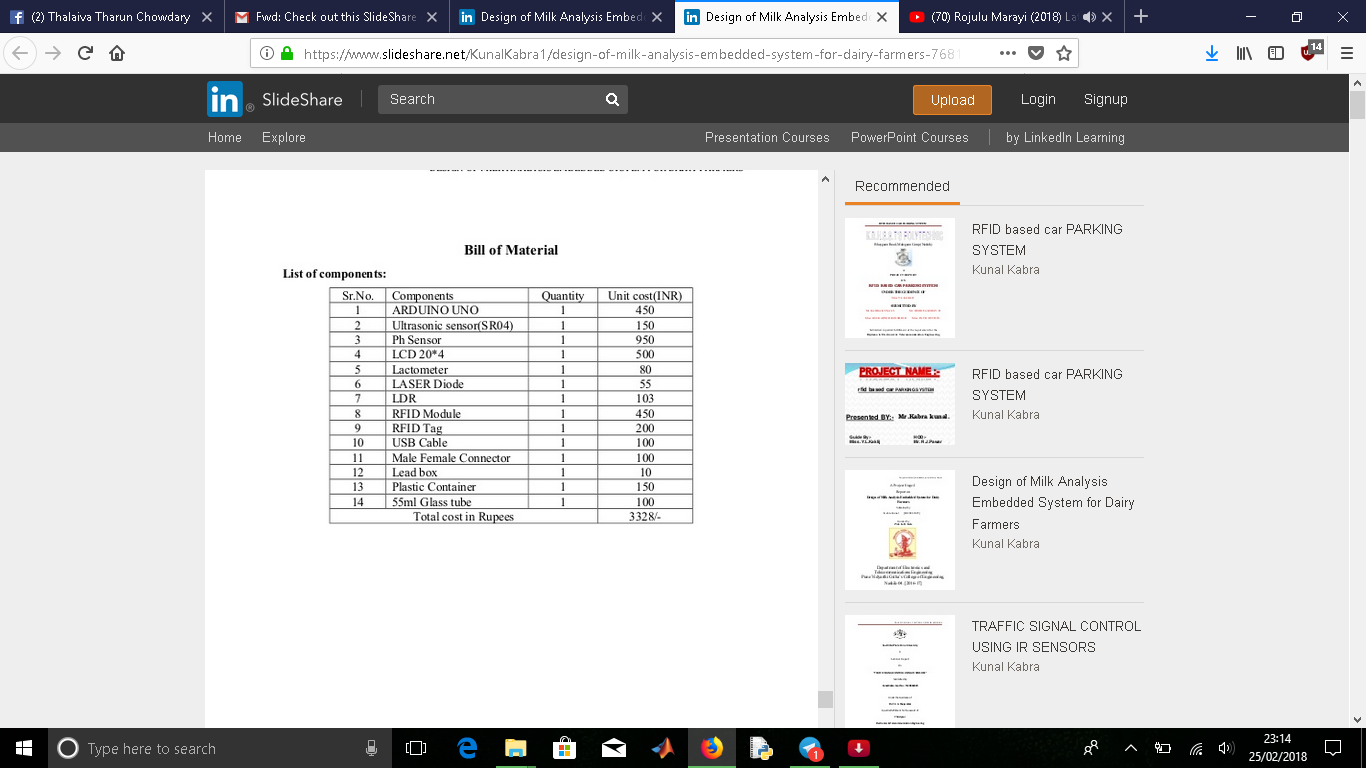 (2) Thalaiva Tharun Chowdary
Fwd: Check out this SlideShare
Design of Milk Analysis Embed
Design of Milk Analysis Embed
(70) Rojulu Marayi (2018) La
https://www.slideshare.net/KunalKabra1/design-of-milk-analysis-embedded-system-for-dairy-farmers-7681
14
in ® SlideShare
Search
Upload
Login
Signup
Home
Explore
Presentation Courses
PowerPoint Courses
by LinkedIn Learning
Bill of Material
List of components:
Sr.No. Components Quantity Unit cost(INR)
1 ARDUINO UNO 1 450
2 Ultrasonic sensor(SR04) 1 150
3 Ph Sensor 1 950
4 LCD 20*4 1 500
5 Lactometer 1 80
6 LASER Diode 1 55
7 LDR 1 103
8 RFID Module 1 450
9 RFID Tag 1 200
10 USB Cable 1 100
11 Male Female Connector 1 100
12 Lead box 1 10
13 Plastic Container 1 150
14 55ml Glass tube 1 100
Total cost in Rupees 3328/-
Recommended
RFID based car PARKING
SYSTEM
Kunal Kabra
PROJECT NAME :-
rfid based car PARKING SYSTEM
Presented BY:- Mr.Kabra kunal.
RFID based car PARKING
SYSTEM
Kunal Kabra
Design of Milk Analysis
Embedded System for Dairy
Farmers
Kunal Kabra
TRAFFIC SIGNAL CONTROL
USING IR SENSORS
Kunal Kabra
Type here to search
1
23:14
25/02/2018